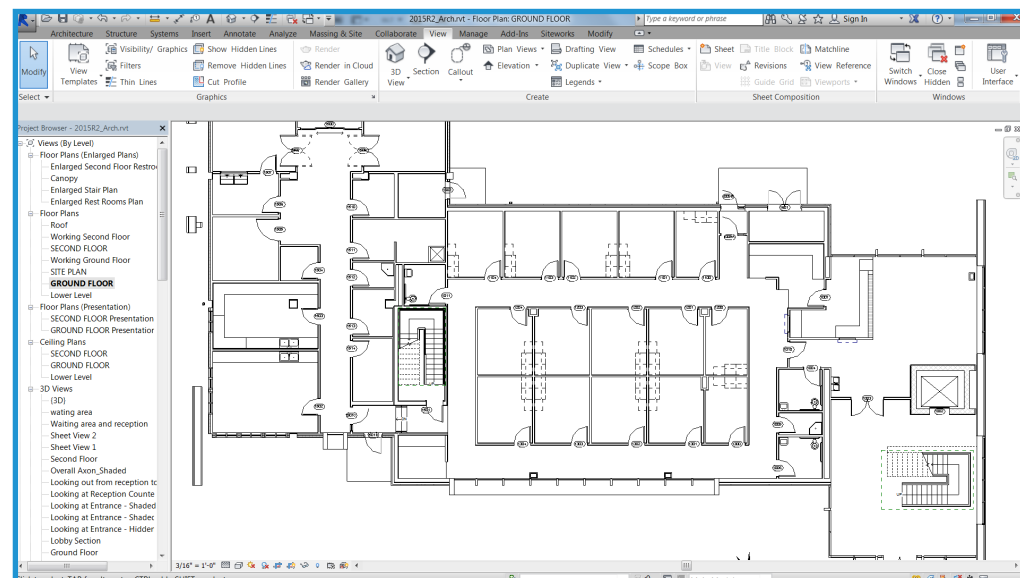 2015R2_Arch.rvt - Floor Plan: GROUND FLOOR
Type a keyword or phrase
Sign In
Architecture Structure Systems Insert Annotate Analyze Massing & Site Collaborate View Manage Add-Ins Siteworks Modify
Modify
View
Templates
Visibility/ Graphics
Filters
Thin Lines
Show Hidden Lines
Remove Hidden Lines
Cut Profile
Render
Render in Cloud
Render Gallery
3D
View
Section
Callout
Plan Views
Elevation
Drafting View
Duplicate View
Legends
Schedules
Scope Box
Sheet
View
Title Block
Revisions
Guide Grid
Matchline
View Reference
Viewports
Switch
Windows
Close
Hidden
User
Interface
Select
Graphics
Create
Sheet Composition
Windows
Project Browser - 2015R2_Arch.rvt
Views (By Level)
Floor Plans (Enlarged Plans)
Enlarged Second Floor Restro
Canopy
Enlarged Stair Plan
Enlarged Rest Rooms Plan
Floor Plans
Roof
Working Second Floor
SECOND FLOOR
Working Ground Floor
SITE PLAN
GROUND FLOOR
Lower Level
Floor Plans (Presentation)
SECOND FLOOR Presentation
GROUND FLOOR Presentation
Ceiling Plans
SECOND FLOOR
GROUND FLOOR
Lower Level
3D Views
{3D}
wating area
Waiting area and reception
Sheet View 2
Sheet View 1
Second Floor
Overall Axon_Shaded
Looking out from reception to
Looking at Reception Counte
Looking at Entrance - Shaded
Looking at Entrance - Shadec
Looking at Entrance - Hidder
Lobby Section
Ground Floor
3/16" = 1'-0"